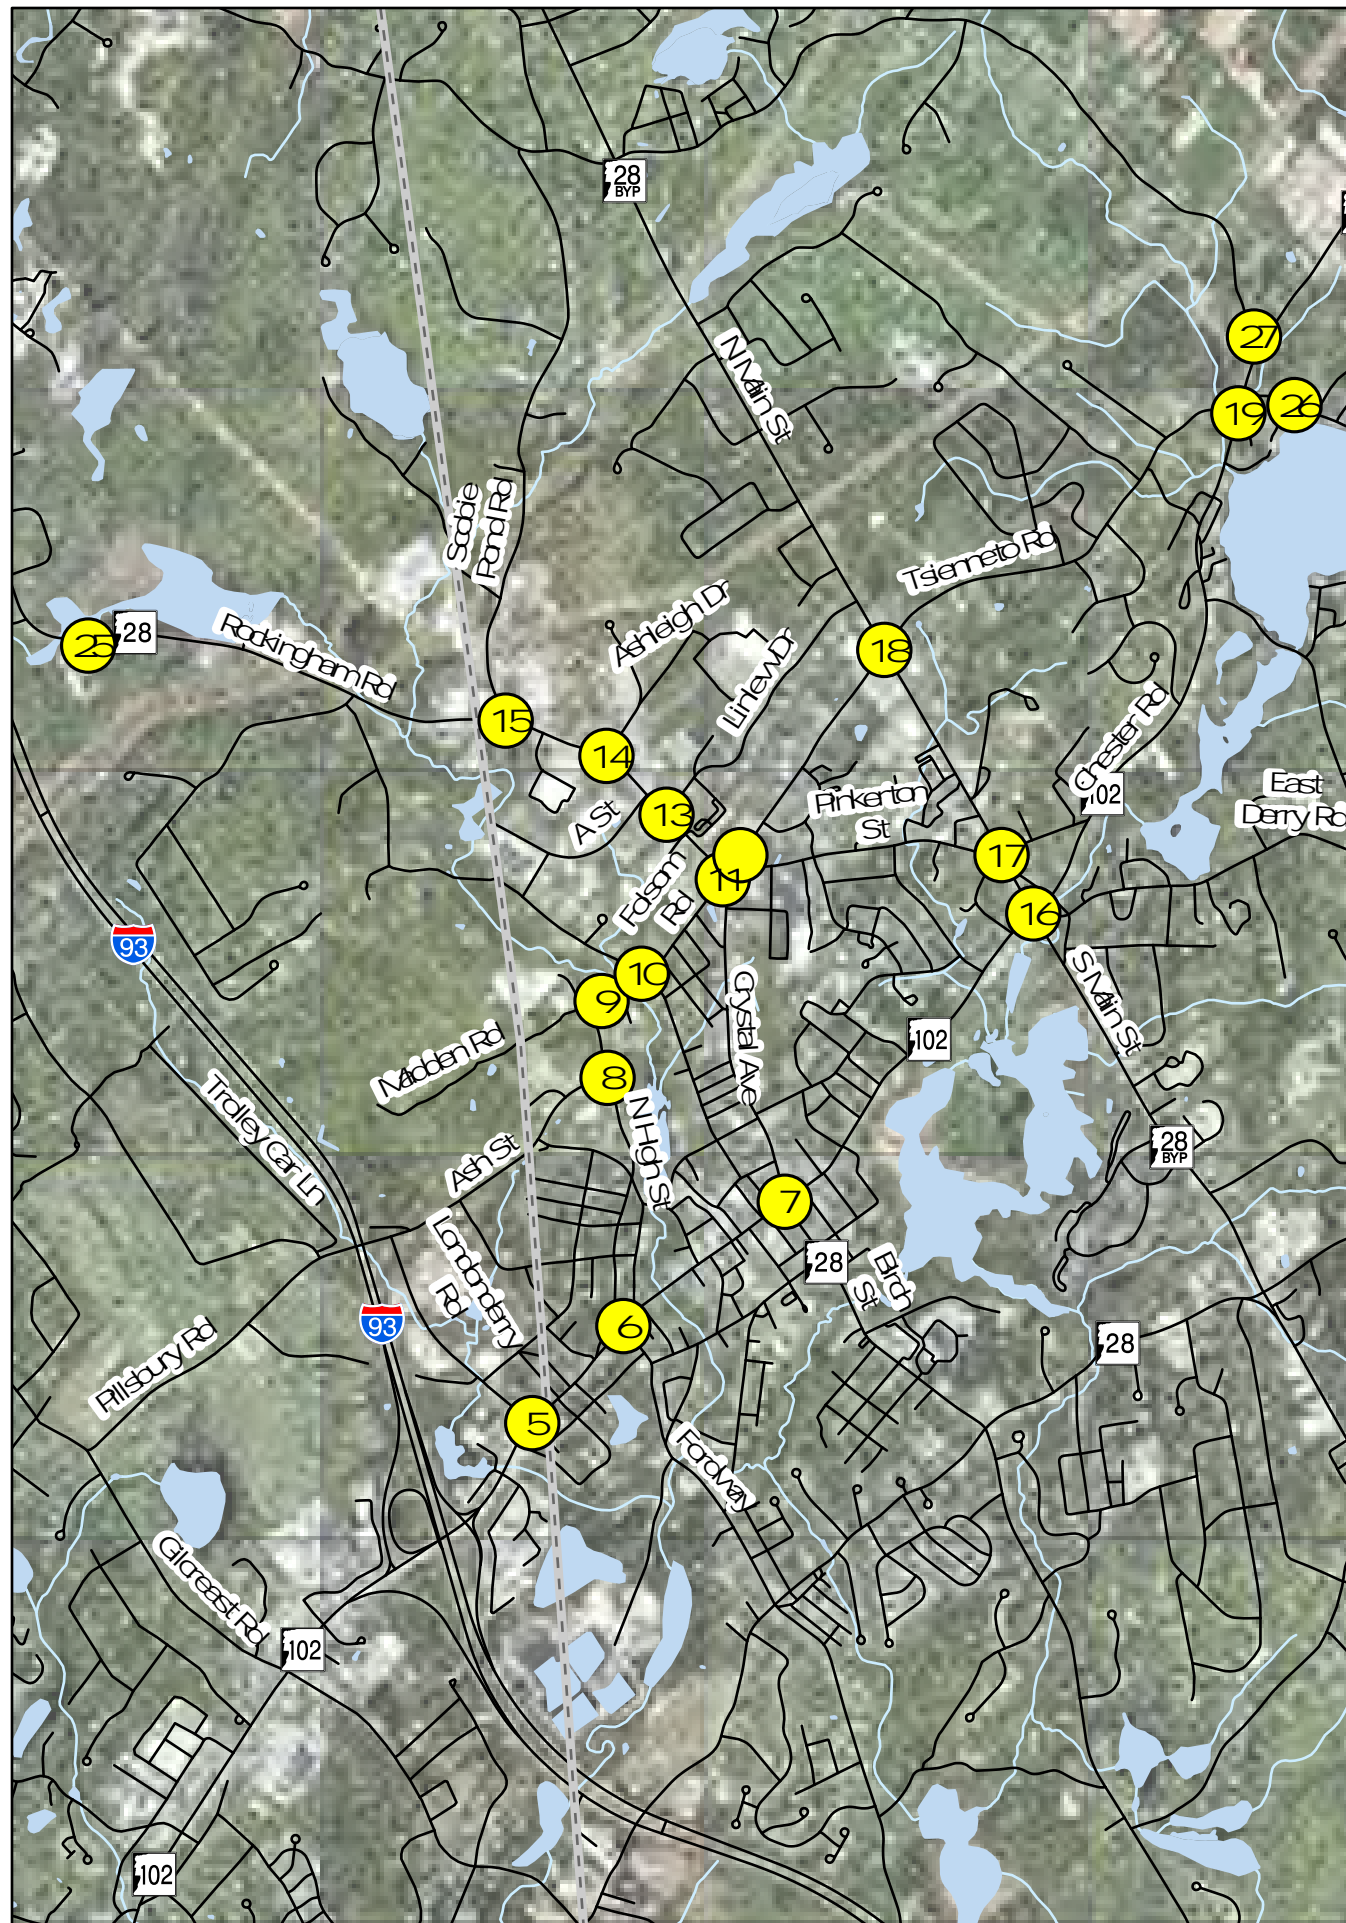 28
BYP
27
N Main St
19
26
Scobie
Pond Rd
Tsienneto Rd
Ashleigh Dr
25
28
Rockingham Rd
18
Linlew Dr
15
14
Chester Rd
102
Pinkerton
St
East
Derry Rd
13
A St
17
11
Folsom
Rd
16
93
10
9
S Main St
Crystal Ave
102
Madden Rd
8
N High St
Trolley Car Ln
28
BYP
Ash St
7
Londonderry
Rd
28
Birch
St
93
6
28
Pillsbury Rd
5
Fordway
Gilcreast Rd
102
102